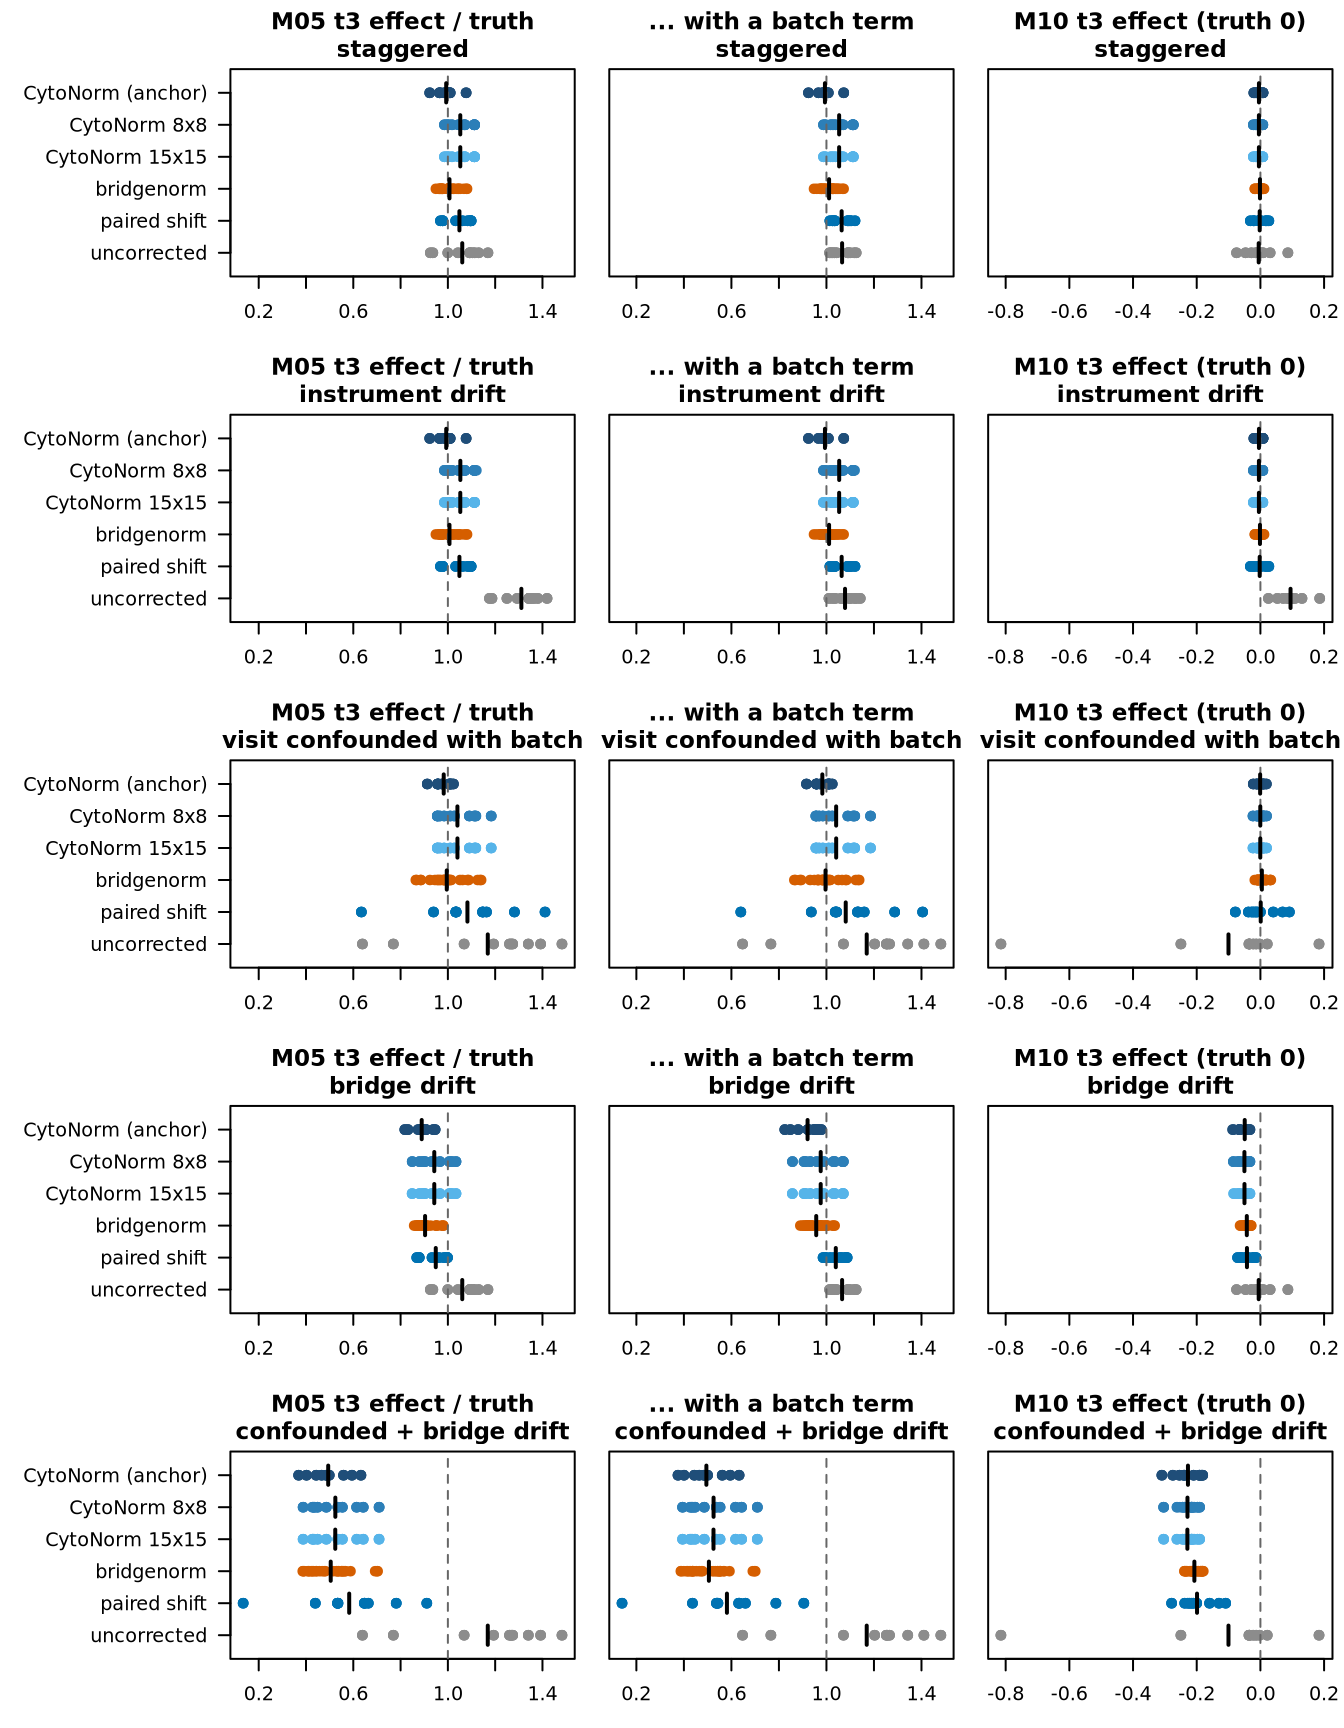 M05 t3 effect / truth
staggered
... with a batch term
staggered
M10 t3 effect (truth 0)
staggered
CytoNorm (anchor)
CytoNorm 8x8
CytoNorm 15x15
bridgenorm
paired shift
uncorrected
0.2 0.6 1.0 1.4
0.2 0.6 1.0 1.4
-0.8 -0.6 -0.4 -0.2 0.0 0.2
M05 t3 effect / truth
instrument drift
... with a batch term
instrument drift
M10 t3 effect (truth 0)
instrument drift
CytoNorm (anchor)
CytoNorm 8x8
CytoNorm 15x15
bridgenorm
paired shift
uncorrected
0.2 0.6 1.0 1.4
0.2 0.6 1.0 1.4
-0.8 -0.6 -0.4 -0.2 0.0 0.2
M05 t3 effect / truth
visit confounded with batch
... with a batch term
visit confounded with batch
M10 t3 effect (truth 0)
visit confounded with batch
CytoNorm (anchor)
CytoNorm 8x8
CytoNorm 15x15
bridgenorm
paired shift
uncorrected
0.2 0.6 1.0 1.4
0.2 0.6 1.0 1.4
-0.8 -0.6 -0.4 -0.2 0.0 0.2
M05 t3 effect / truth
bridge drift
... with a batch term
bridge drift
M10 t3 effect (truth 0)
bridge drift
CytoNorm (anchor)
CytoNorm 8x8
CytoNorm 15x15
bridgenorm
paired shift
uncorrected
0.2 0.6 1.0 1.4
0.2 0.6 1.0 1.4
-0.8 -0.6 -0.4 -0.2 0.0 0.2
M05 t3 effect / truth
confounded + bridge drift
... with a batch term
confounded + bridge drift
M10 t3 effect (truth 0)
confounded + bridge drift
CytoNorm (anchor)
CytoNorm 8x8
CytoNorm 15x15
bridgenorm
paired shift
uncorrected
0.2 0.6 1.0 1.4
0.2 0.6 1.0 1.4
-0.8 -0.6 -0.4 -0.2 0.0 0.2